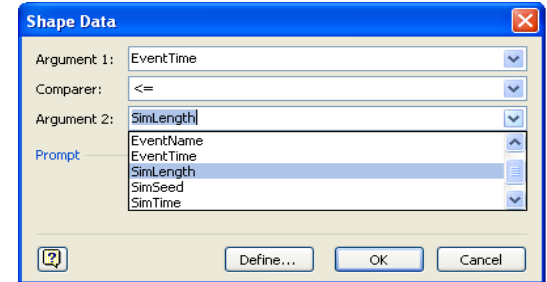 Shape Data
Argument 1: EventTime
Comparer: <=
Argument 2: SimLength
EventName
EventTime
Prompt
SimLength
SimSeed
SimTime
Define... OK Cancel